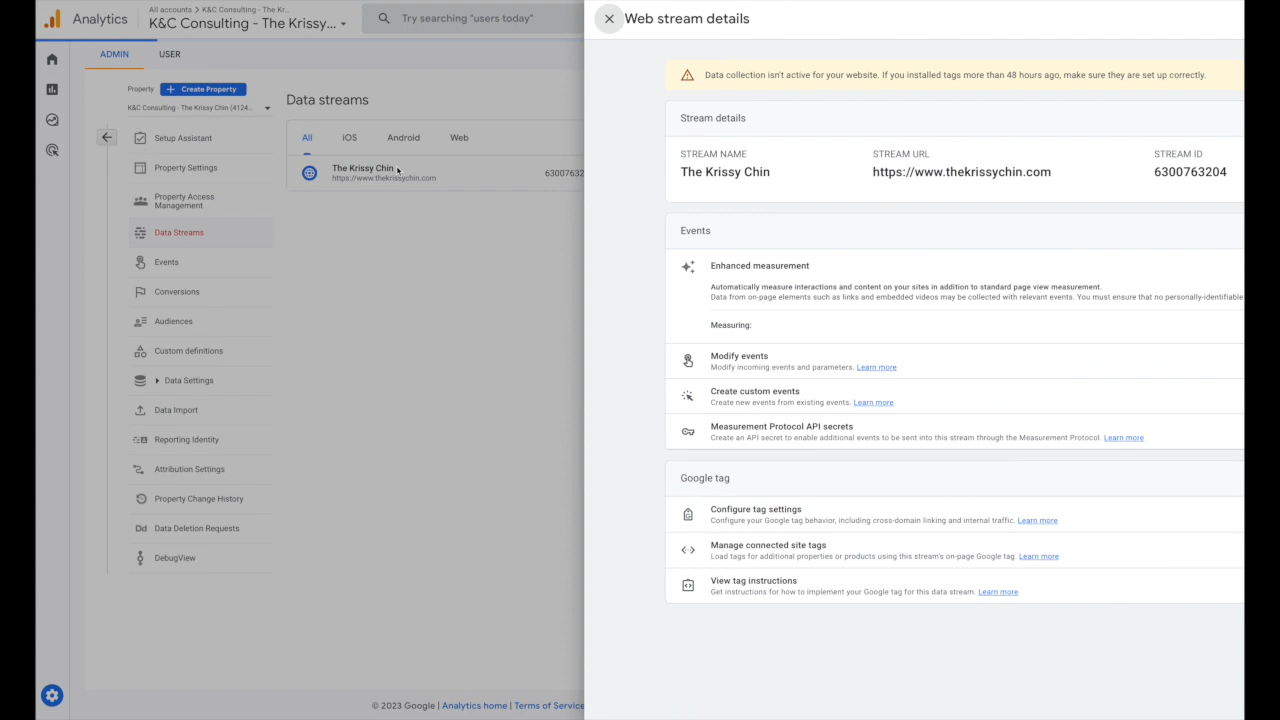 Analytics
All accounts > K&C Consulting - The Kr...
K&C Consulting - The Krissy...
Try searching "users today"
ADMIN
USER
Property
Create Property
K&C Consulting - The Krissy Chin (4124...
Setup Assistant
Property Settings
Property Access
Management
Data Streams
Events
Conversions
Audiences
Custom definitions
Data Settings
Data Import
Reporting Identity
Attribution Settings
Property Change History
Dd Data Deletion Requests
DebugView
Data streams
All
iOS
Android
Web
The Krissy Chin
https://www.thekrissychin.com
63007632
© 2023 Google | Analytics home | Terms of Service
Web stream details
Data collection isn't active for your website. If you installed tags more than 48 hours ago, make sure they are set up correctly.
Stream details
STREAM NAME
The Krissy Chin
STREAM URL
https://www.thekrissychin.com
STREAM ID
6300763204
Events
Enhanced measurement
Automatically measure interactions and content on your sites in addition to standard page view measurement.
Data from on-page elements such as links and embedded videos may be collected with relevant events. You must ensure that no personally-identifiable
Measuring:
Modify events
Modify incoming events and parameters. Learn more
Create custom events
Create new events from existing events. Learn more
Measurement Protocol API secrets
Create an API secret to enable additional events to be sent into this stream through the Measurement Protocol. Learn more
Google tag
Configure tag settings
Configure your Google tag behavior, including cross-domain linking and internal traffic. Learn more
Manage connected site tags
Load tags for additional properties or products using this stream's on-page Google tag. Learn more
View tag instructions
Get instructions for how to implement your Google tag for this data stream. Learn more